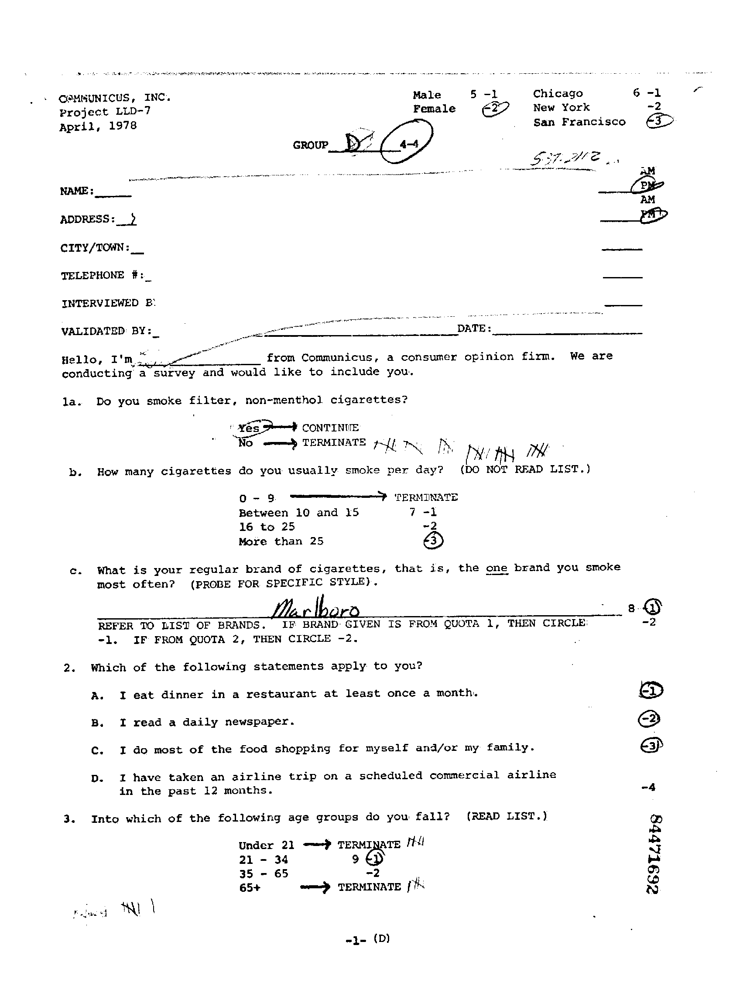 COMMUNICUS, INC.
Project LLD-7
April, 1978
Male 5 -1
Female -2
Chicago 6 -1
New York -2
San Francisco -3
GROUP D 4-4
AM
NAME: PM
AM
ADDRESS: PM
CITY/TOWN:
TELEPHONE #:
INTERVIEWED B
VALIDATED BY: DATE:
Hello, I'm from Communicus, a consumer opinion firm. We are
conducting a survey and would like to include you.
1a. Do you smoke filter, non-menthol cigarettes?
Yes → CONTINUE
No → TERMINATE
b. How many cigarettes do you usually smoke per day? (DO NOT READ LIST.)
0 - 9 → TERMINATE
Between 10 and 15 7 -1
16 to 25 -2
More than 25 -3
c. What is your regular brand of cigarettes, that is, the one brand you smoke
most often? (PROBE FOR SPECIFIC STYLE).
Marlboro 8 -1
REFER TO LIST OF BRANDS. IF BRAND GIVEN IS FROM QUOTA 1, THEN CIRCLE -2
-1. IF FROM QUOTA 2, THEN CIRCLE -2.
2. Which of the following statements apply to you?
A. I eat dinner in a restaurant at least once a month. -1
B. I read a daily newspaper. -2
C. I do most of the food shopping for myself and/or my family. -3
D. I have taken an airline trip on a scheduled commercial airline
in the past 12 months. -4
3. Into which of the following age groups do you fall? (READ LIST.)
Under 21 → TERMINATE
21 - 34 9 -1
35 - 65 -2
65+ → TERMINATE
84471692
-1- (D)